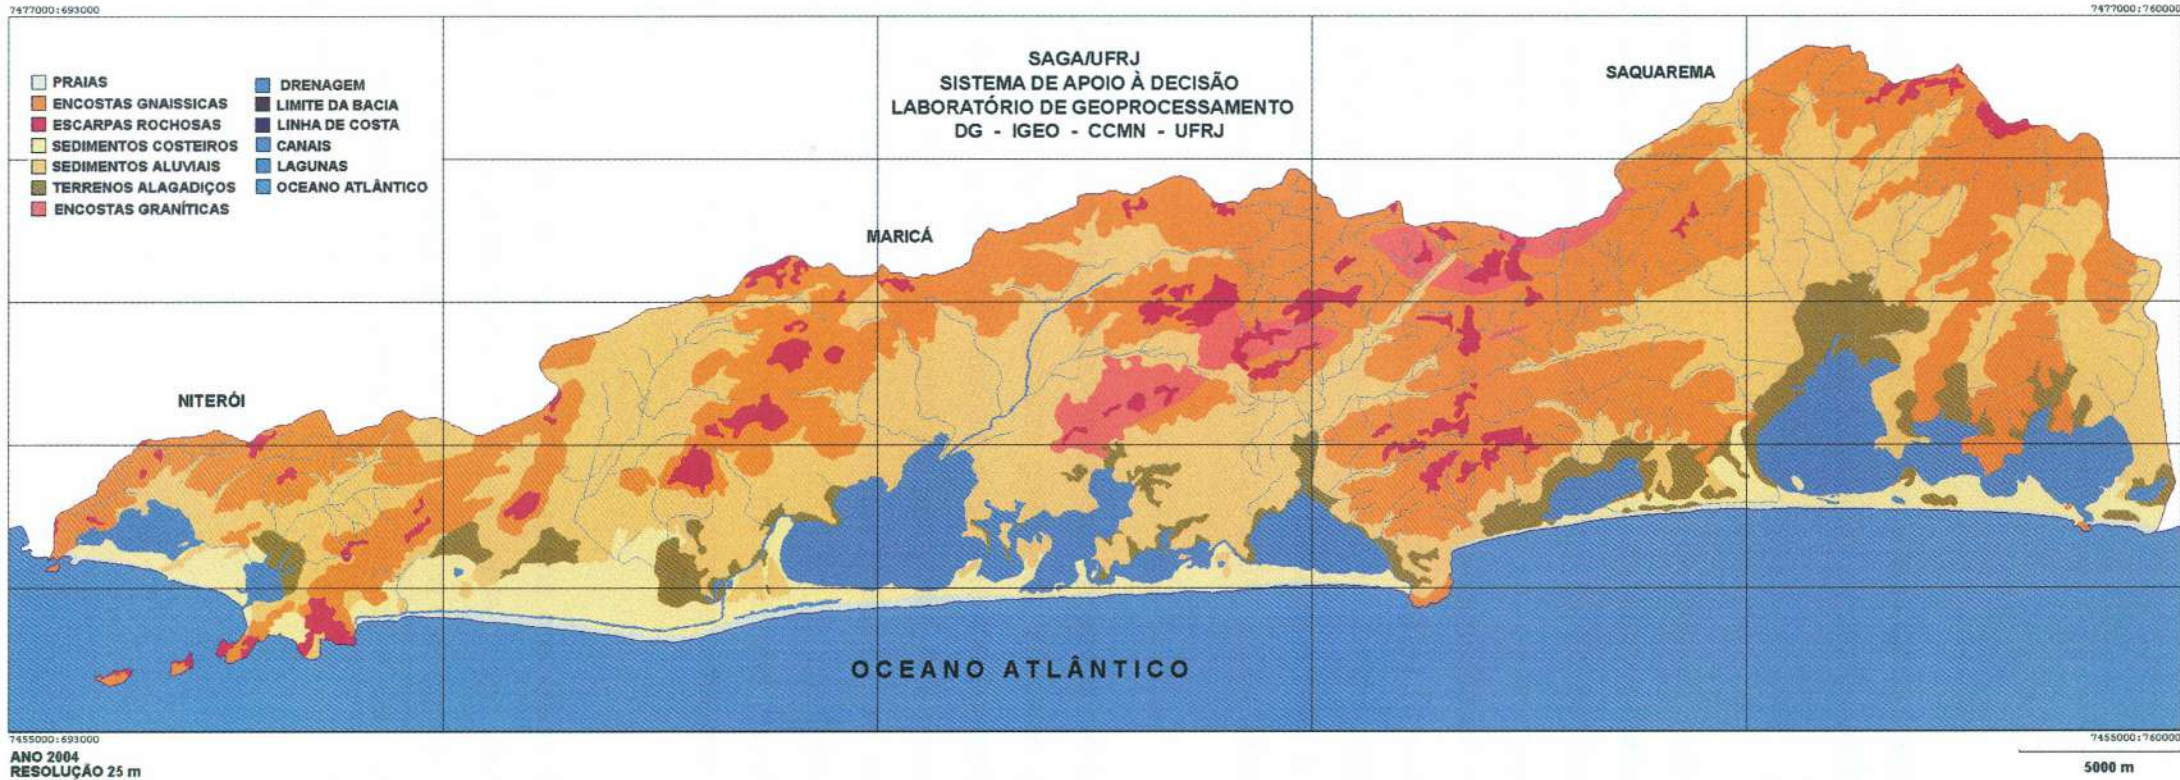 7477000:693000
7477000:760000
SAGA/UFRJ
SISTEMA DE APOIO À DECISÃO
LABORATÓRIO DE GEOPROCESSAMENTO
DG - IGEO - CCMN - UFRJ
SAQUAREMA
PRAIAS
ENCOSTAS GNAISSICAS
ESCARPAS ROCHOSAS
SEDIMENTOS COSTEIROS
SEDIMENTOS ALUVIAIS
TERRENOS ALAGADIÇOS
ENCOSTAS GRANÍTICAS
DRENAGEM
LIMITE DA BACIA
LINHA DE COSTA
CANAIS
LAGUNAS
OCEANO ATLÂNTICO
MARICÁ
NITERÓI
OCEANO ATLÂNTICO
7455000:693000
7455000:760000
ANO 2004
RESOLUÇÃO 25 m
5000 m